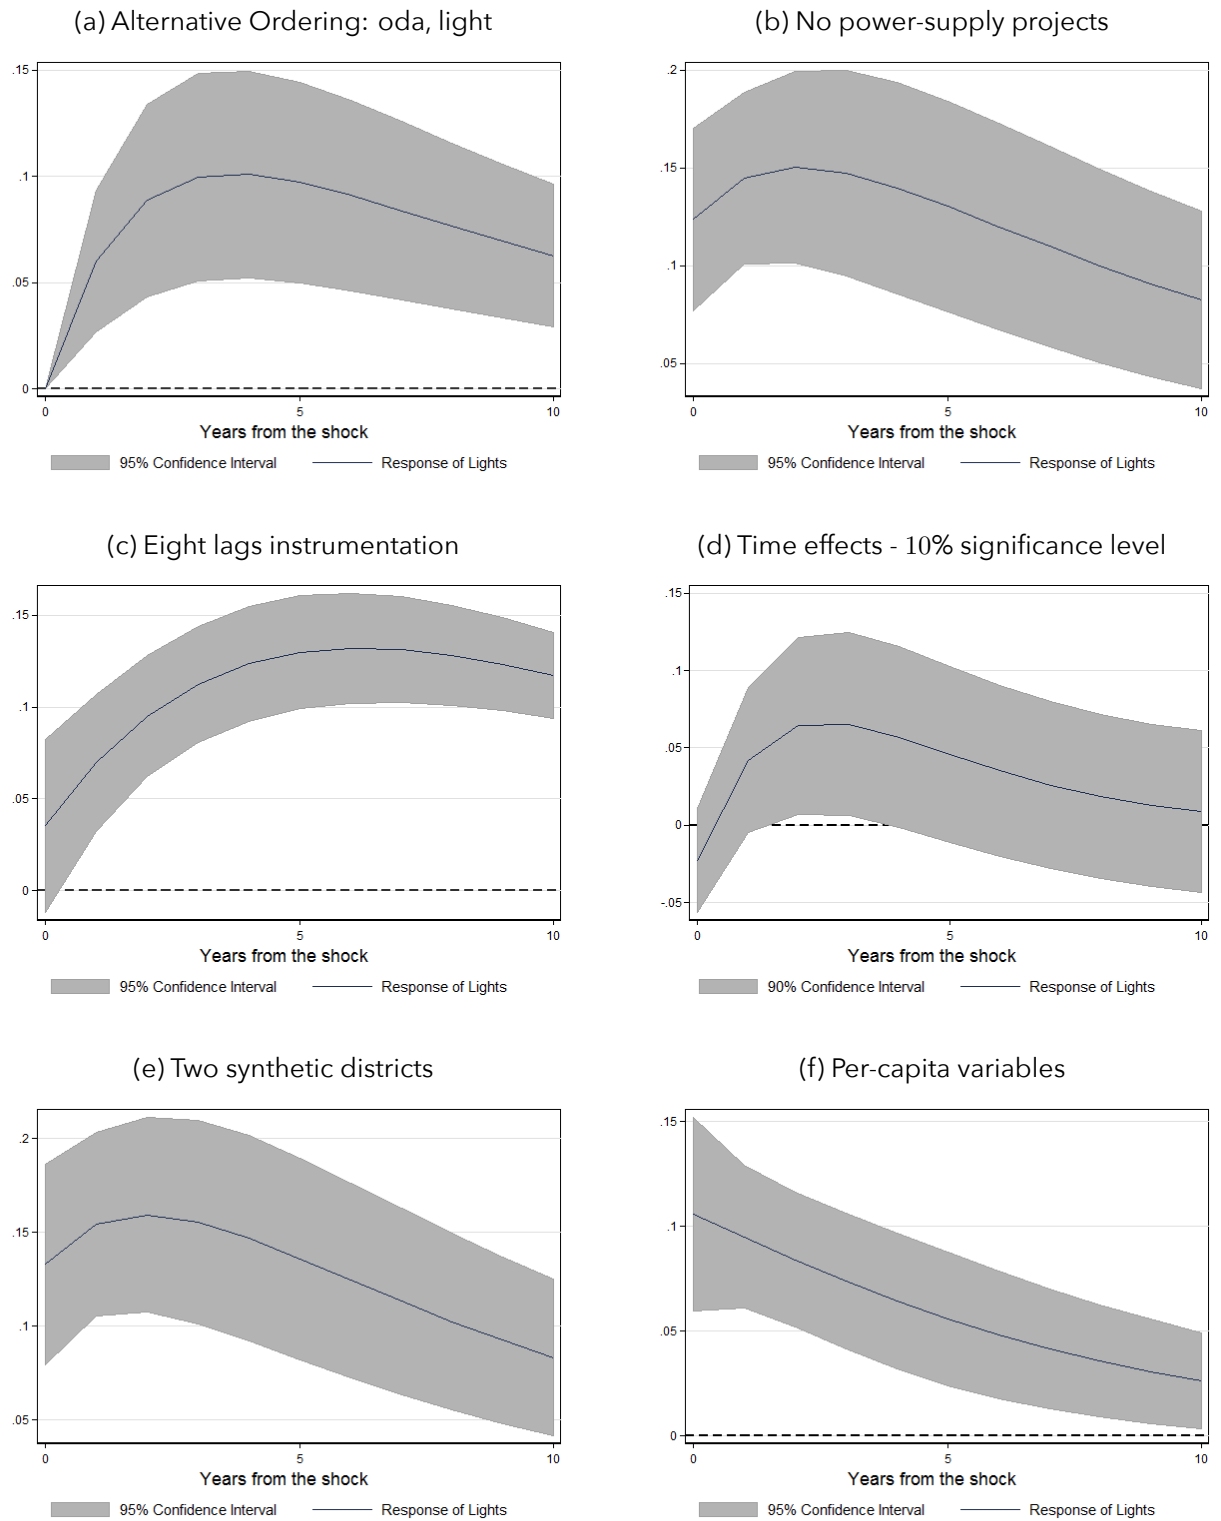 (a) Alternative Ordering: oda, light
.15
.1
.05
0
0 5 10
Years from the shock
95% Confidence Interval Response of Lights
(b) No power-supply projects
.2
.15
.1
.05
0 5 10
Years from the shock
95% Confidence Interval Response of Lights
(c) Eight lags instrumentation
.15
.1
.05
0
0 5 10
Years from the shock
95% Confidence Interval Response of Lights
(d) Time effects - 10% significance level
.15
.1
.05
0
-.05
0 5 10
Years from the shock
90% Confidence Interval Response of Lights
(e) Two synthetic districts
.2
.15
.1
.05
0 5 10
Years from the shock
95% Confidence Interval Response of Lights
(f) Per-capita variables
.15
.1
.05
0
0 5 10
Years from the shock
95% Confidence Interval Response of Lights